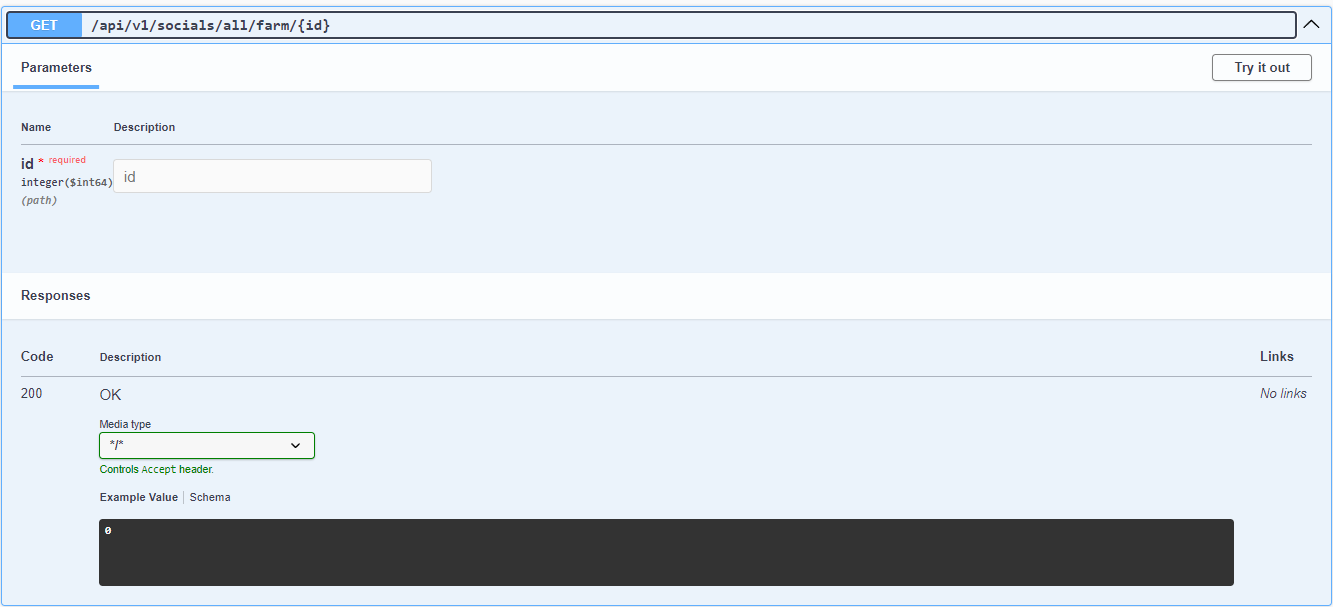 GET /api/v1/socials/all/farm/{id}
Parameters
Try it out
Name Description
id * required
integer($int64)
(path)
id
Responses
Code Description Links
200 OK No links
Media type
*/*
Controls Accept header.
Example Value Schema
0